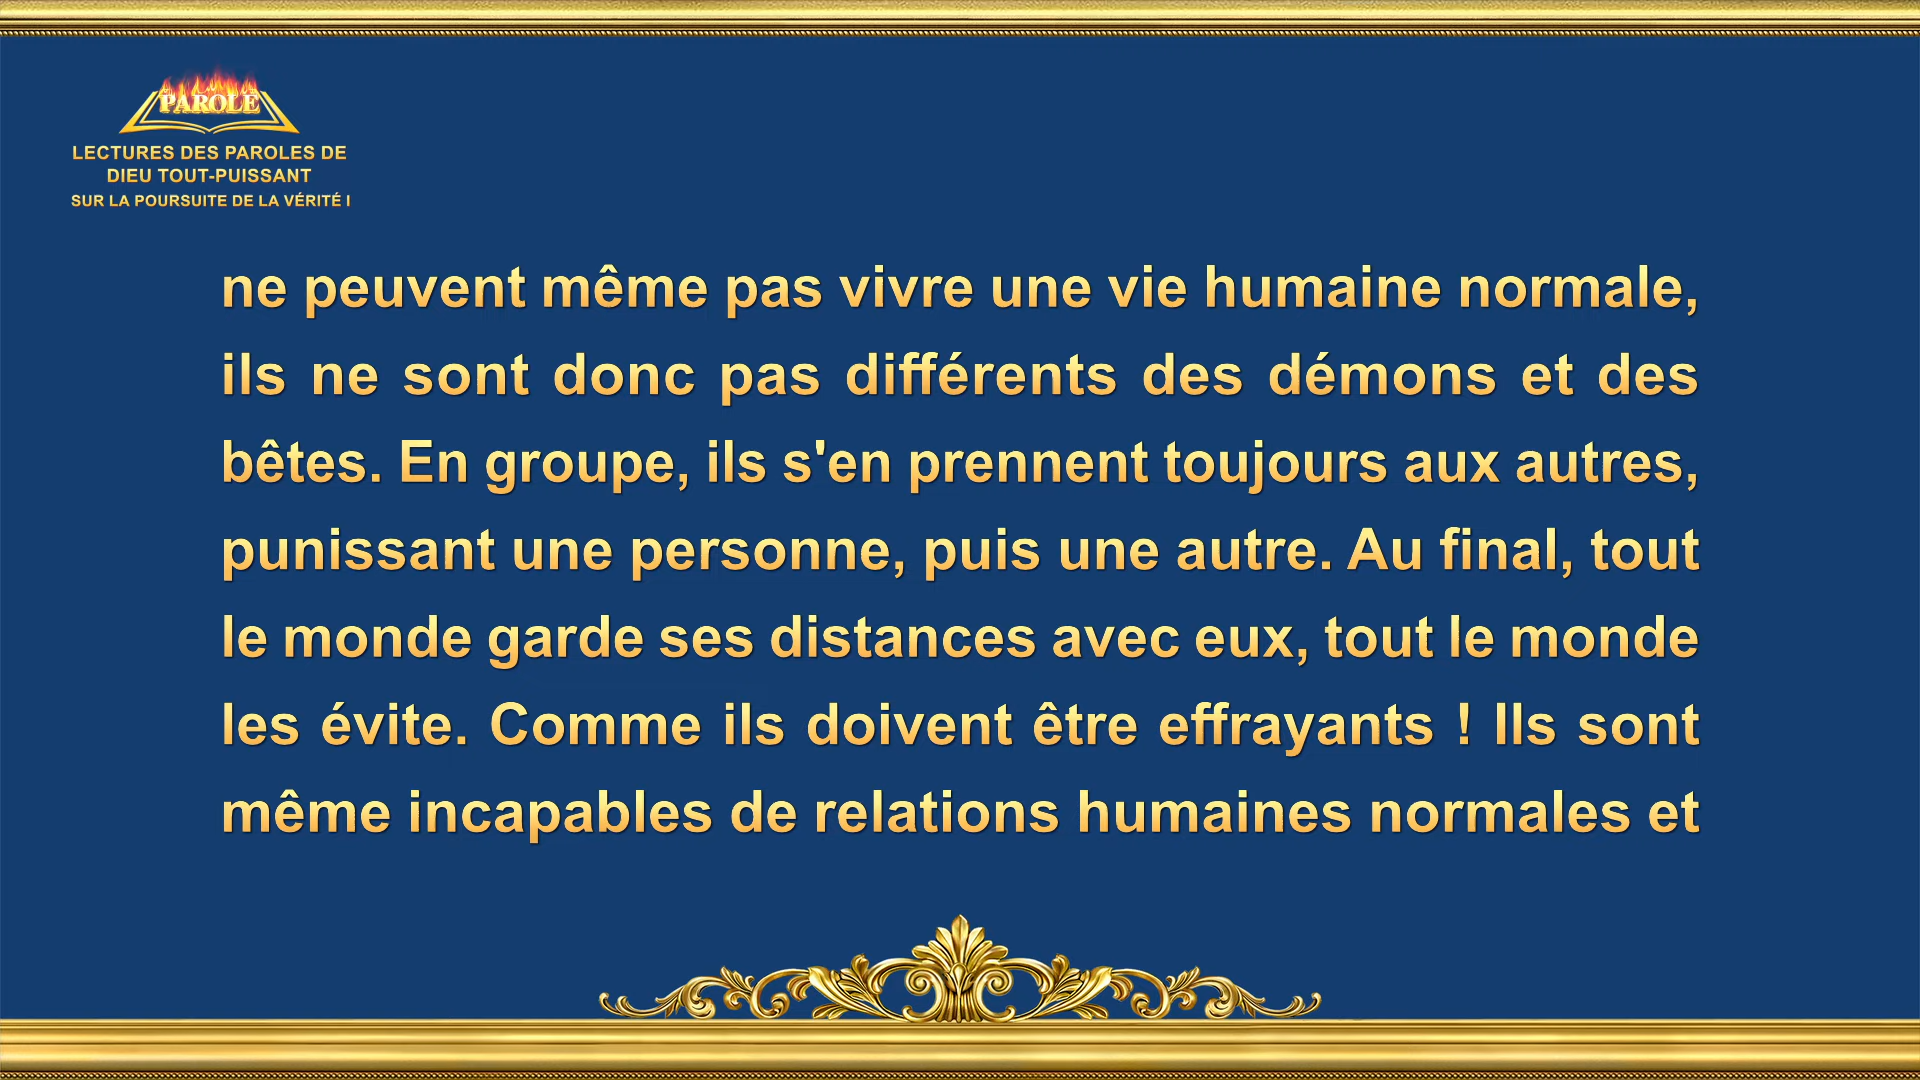 PAROLE
LECTURES DES PAROLES DE
DIEU TOUT-PUISSANT
SUR LA POURSUITE DE LA VÉRITÉ I
ne peuvent même pas vivre une vie humaine normale,
ils ne sont donc pas différents des démons et des
bêtes. En groupe, ils s'en prennent toujours aux autres,
punissant une personne, puis une autre. Au final, tout
le monde garde ses distances avec eux, tout le monde
les évite. Comme ils doivent être effrayants ! Ils sont
même incapables de relations humaines normales et